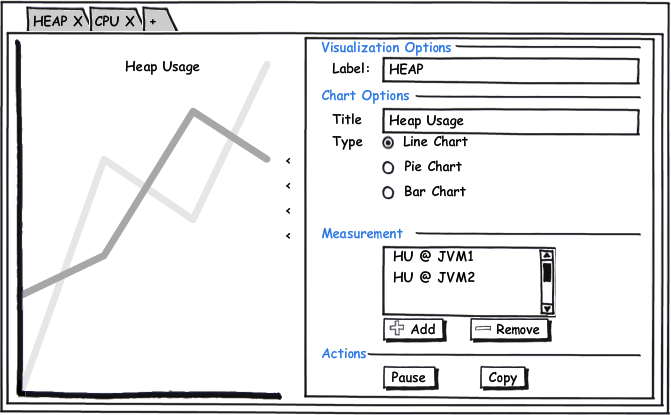 HEAP X CPU X +
Heap Usage
<
<
<
<
Visualization Options
Label: HEAP
Chart Options
Title Heap Usage
Type Line Chart
Pie Chart
Bar Chart
Measurement
HU @ JVM1
HU @ JVM2
Add Remove
Actions
Pause Copy